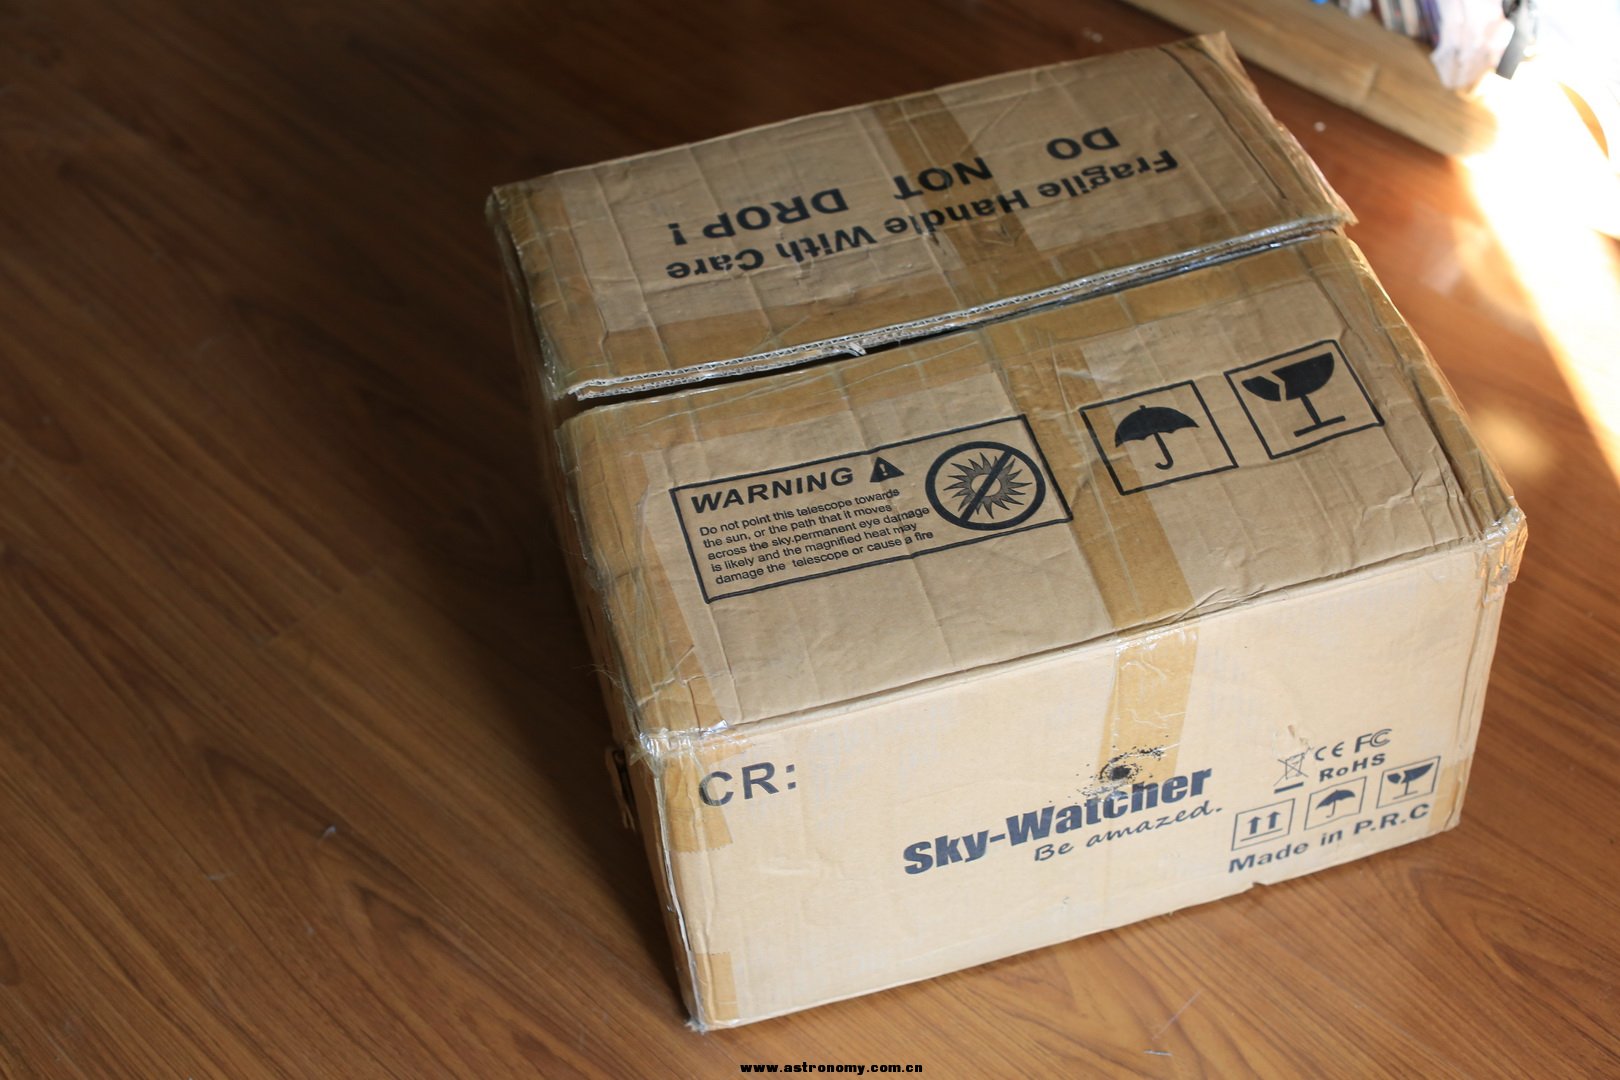 DO NOT DROP!
Fragile Handle With Care
WARNING
Do not point this telescope towards
the sun, or the path that it moves
across the sky.permanent eye damage
is likely and the magnified heat may
damage the telescope or cause a fire
CR:
Sky-Watcher
Be amazed.
CE FC
RoHS
Made in P.R.C
www.astronomy.com.cn